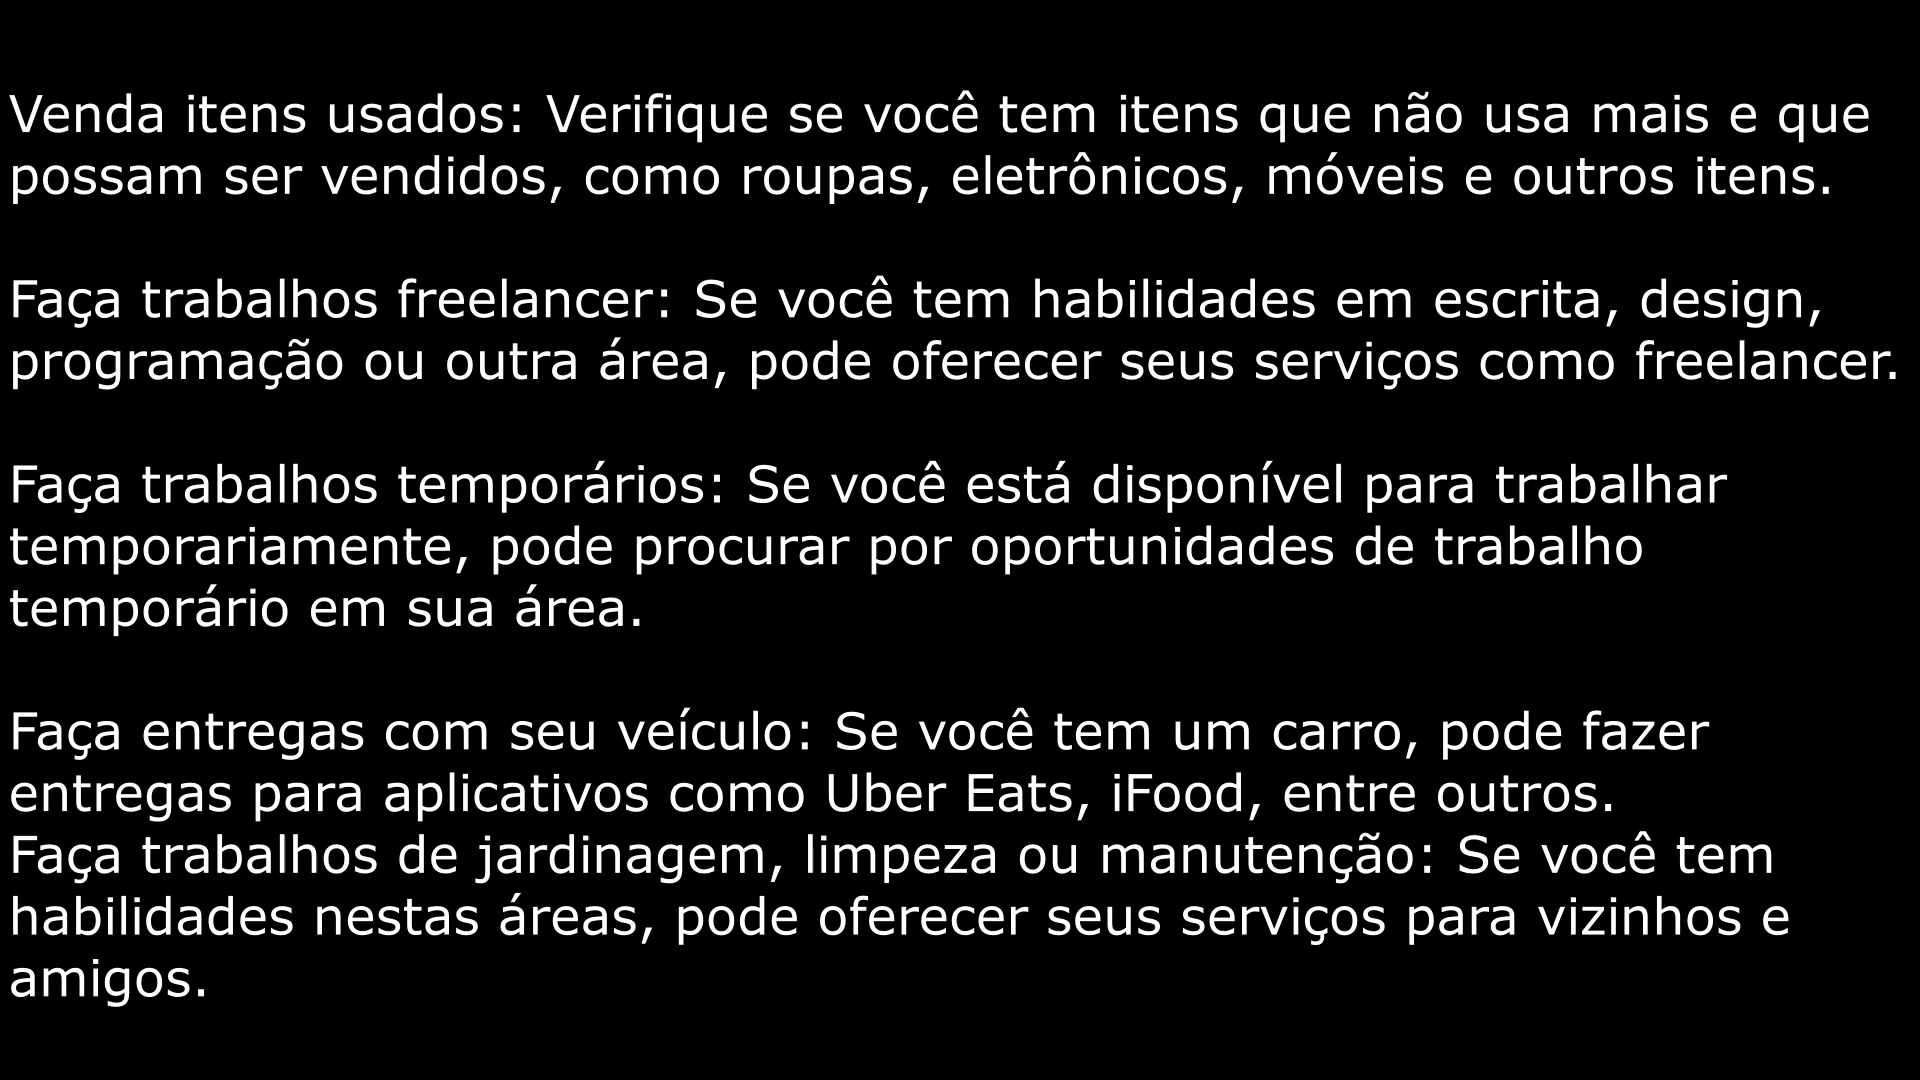 Venda itens usados: Verifique se você tem itens que não usa mais e que
possam ser vendidos, como roupas, eletrônicos, móveis e outros itens.
Faça trabalhos freelancer: Se você tem habilidades em escrita, design,
programação ou outra área, pode oferecer seus serviços como freelancer.
Faça trabalhos temporários: Se você está disponível para trabalhar
temporariamente, pode procurar por oportunidades de trabalho
temporário em sua área.
Faça entregas com seu veículo: Se você tem um carro, pode fazer
entregas para aplicativos como Uber Eats, iFood, entre outros.
Faça trabalhos de jardinagem, limpeza ou manutenção: Se você tem
habilidades nestas áreas, pode oferecer seus serviços para vizinhos e
amigos.